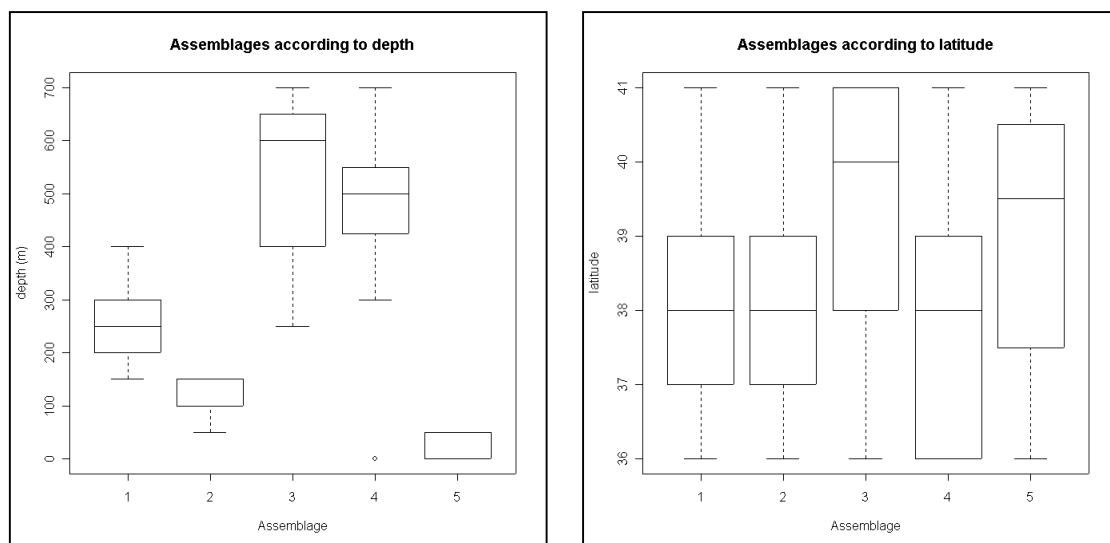 Assemblages according to depth
depth (m)
700
600
500
400
300
200
100
0
1 2 3 4 5
Assemblage
Assemblages according to latitude
latitude
41
40
39
38
37
36
1 2 3 4 5
Assemblage